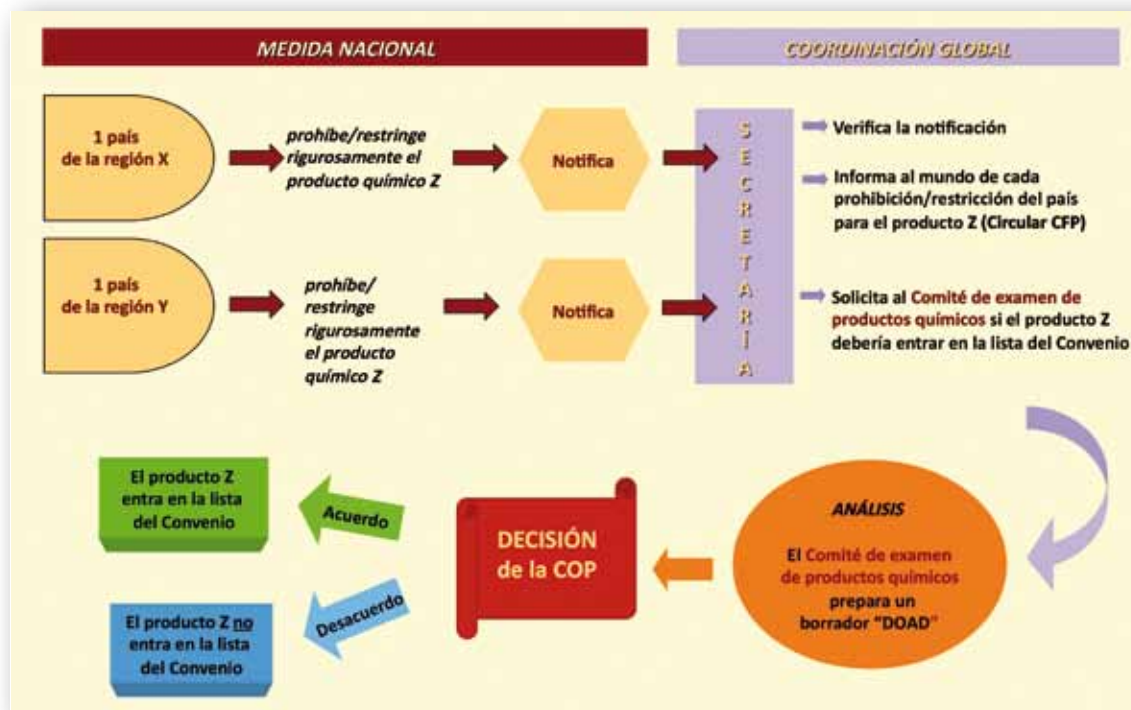 MEDIDA NACIONAL
COORDINACIÓN GLOBAL
1 país
de la región X
prohíbe/restringe
rigurosamente el
producto químico Z
Notifica
SECRETARÍA
Verifica la notificación
Informa al mundo de cada
prohibición/restricción del país
para el producto Z (Circular CFP)
1 país
de la región Y
prohíbe/
restringe
rigurosamente
el producto
químico Z
Notifica
Solicita al Comité de examen de
productos químicos si el producto Z
debería entrar en la lista del Convenio
El producto Z
entra en la lista
del Convenio
Acuerdo
DECISIÓN
de la COP
ANÁLISIS
El Comité de examen
de productos químicos
prepara un
borrador "DOAD"
El producto Z no
entra en la lista
del Convenio
Desacuerdo